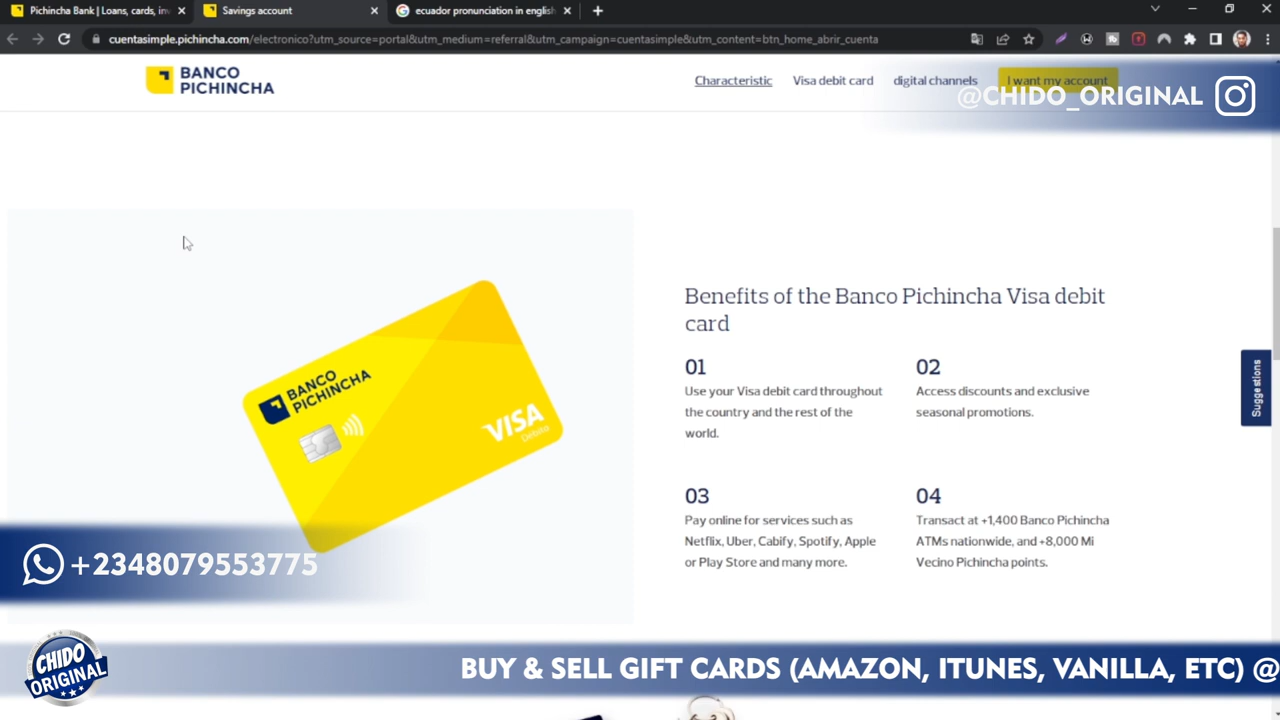 Pichincha Bank | Loans, cards, inv
Savings account
ecuador pronunciation in english
cuentasimple.pichincha.com/electronico?utm_source=portal&utm_medium=referral&utm_campaign=cuentasimple&utm_content=btn_home_abrir_cuenta
BANCO
PICHINCHA
Characteristic
Visa debit card
digital channels
I want my account
@CHIDO_ORIGINAL
Benefits of the Banco Pichincha Visa debit
card
01
Use your Visa debit card throughout
the country and the rest of the
world.
02
Access discounts and exclusive
seasonal promotions.
03
Pay online for services such as
Netflix, Uber, Cabify, Spotify, Apple
or Play Store and many more.
04
Transact at +1,400 Banco Pichincha
ATMs nationwide, and +8,000 Mi
Vecino Pichincha points.
BANCO
PICHINCHA
VISA
Débito
Suggestions
+2348079553775
CHIDO
ORIGINAL
BUY & SELL GIFT CARDS (AMAZON, ITUNES, VANILLA, ETC) @